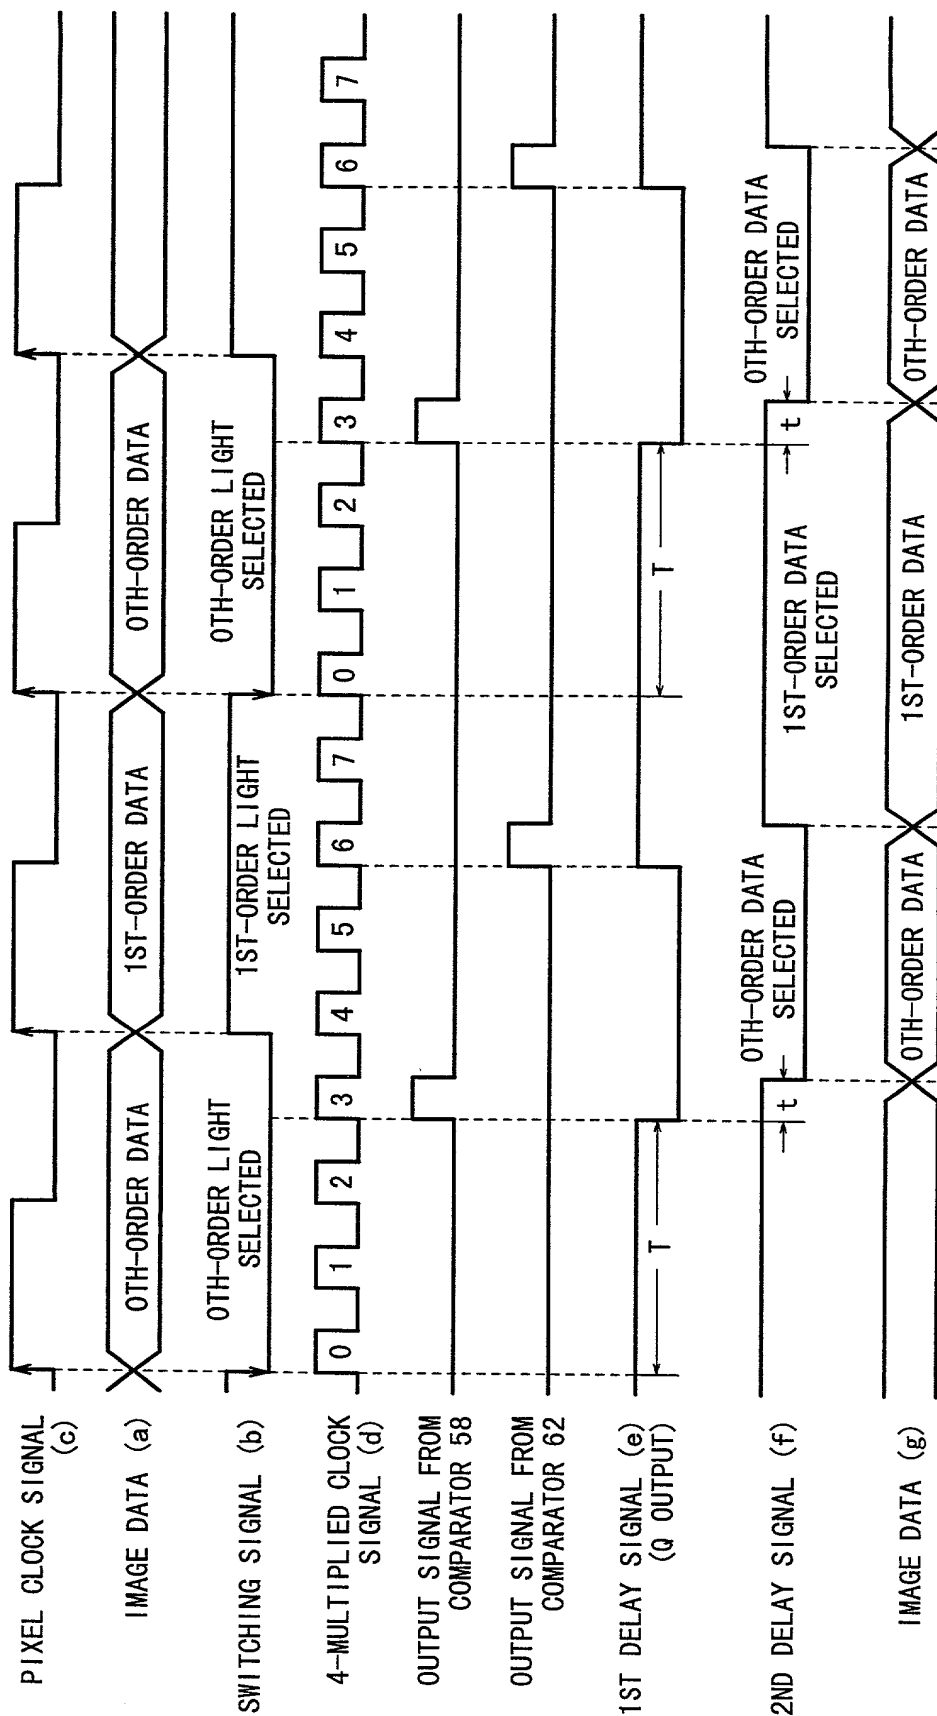 PIXEL CLOCK SIGNAL
(c)
IMAGE DATA (a)
0TH-ORDER DATA
1ST-ORDER DATA
0TH-ORDER DATA
SWITCHING SIGNAL (b)
0TH-ORDER LIGHT
SELECTED
1ST-ORDER LIGHT
SELECTED
0TH-ORDER LIGHT
SELECTED
4-MULTIPLIED CLOCK
SIGNAL (d)
0 1 2 3 4 5 6 7 0 1 2 3 4 5 6 7
OUTPUT SIGNAL FROM
COMPARATOR 58
OUTPUT SIGNAL FROM
COMPARATOR 62
1ST DELAY SIGNAL (e)
(Q OUTPUT)
T
T
2ND DELAY SIGNAL (f)
t
0TH-ORDER DATA
SELECTED
1ST-ORDER DATA
SELECTED
t
0TH-ORDER DATA
SELECTED
IMAGE DATA (g)
0TH-ORDER DATA
1ST-ORDER DATA
0TH-ORDER DATA